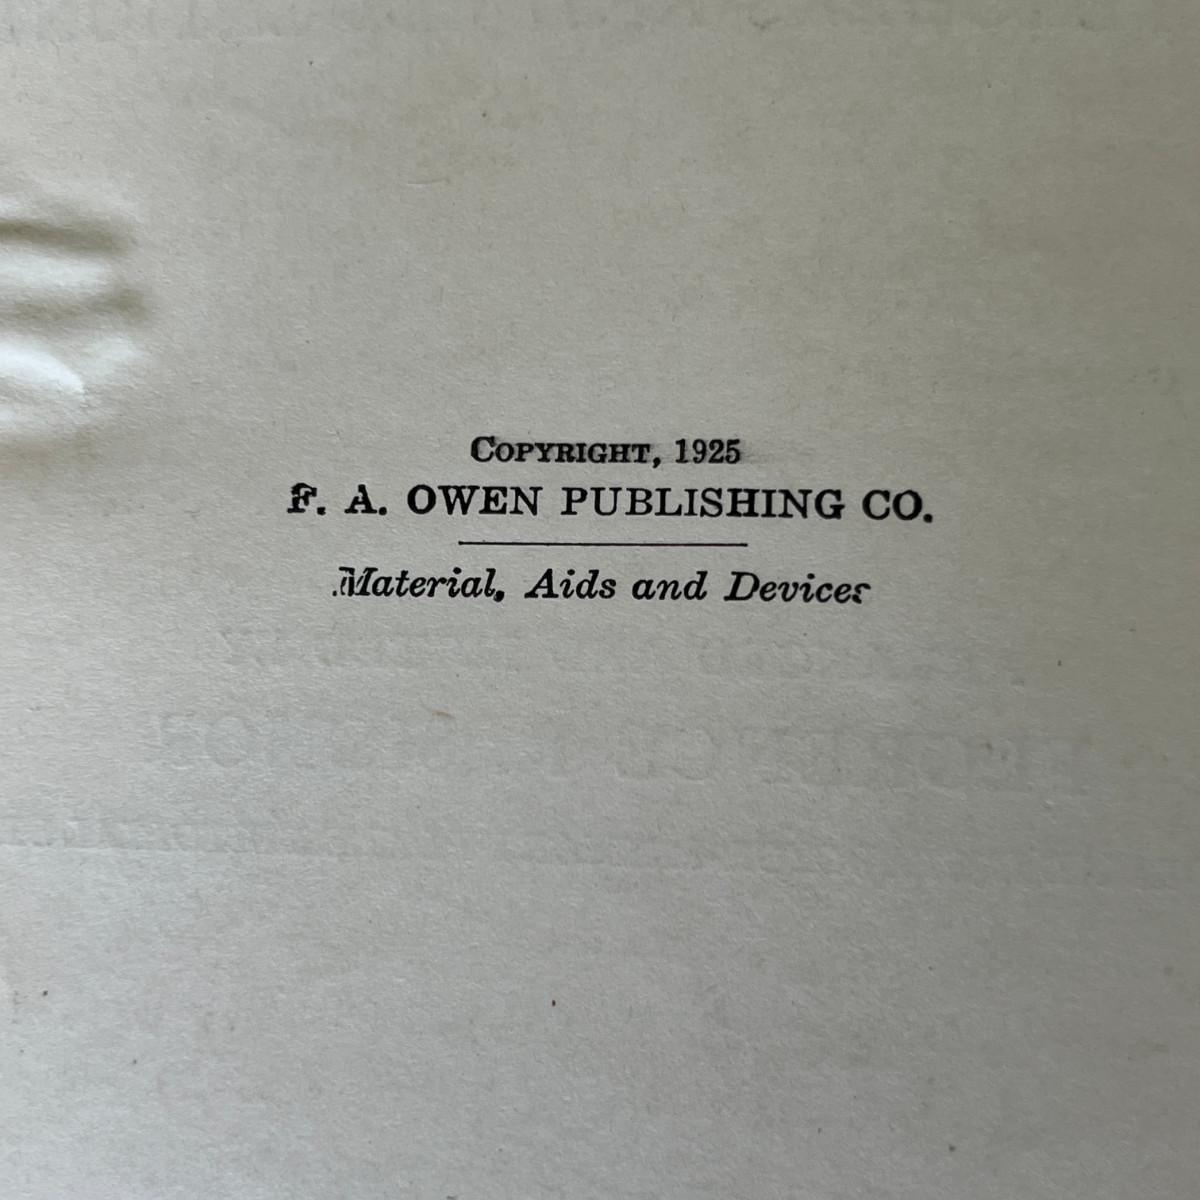 COPYRIGHT, 1925
F. A. OWEN PUBLISHING CO.
Material, Aids and Devices